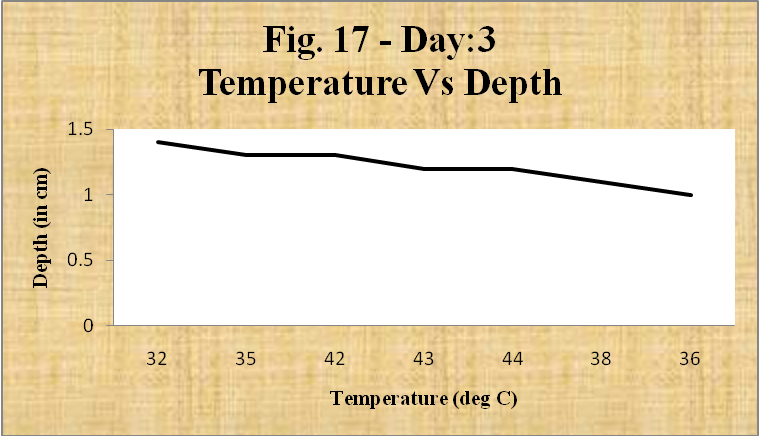 Fig. 17 - Day:3
Temperature Vs Depth
1.5
1
0.5
0
Depth (in cm)
32 35 42 43 44 38 36
Temperature (deg C)